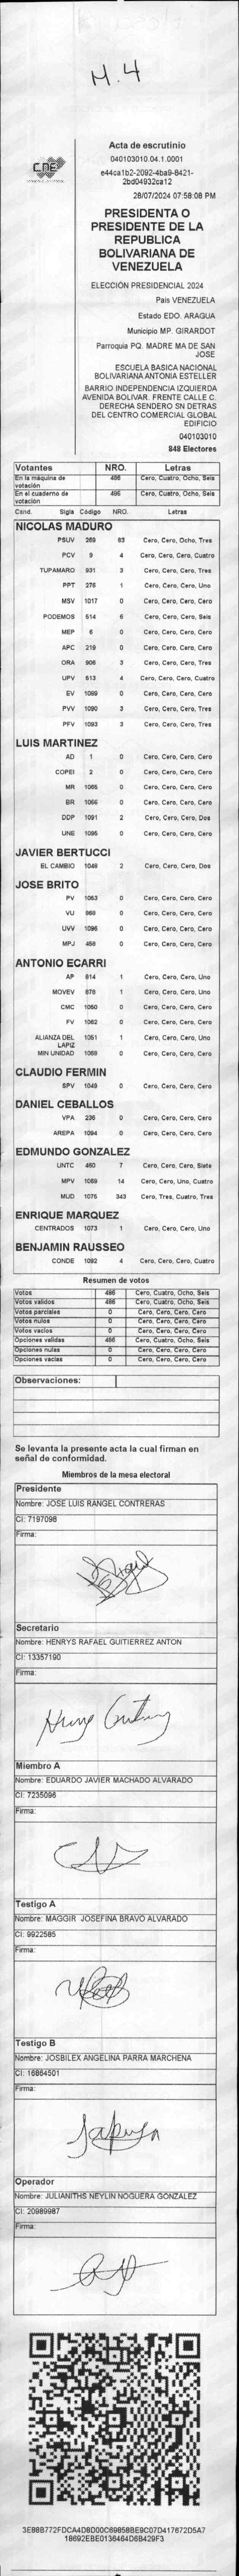 M.4
CNE
Acta de escrutinio
040103010.04.1.0001
e44ca1b2-2092-4ba9-8421-
2bd04932ca12
28/07/2024 07:58:08 PM
PRESIDENTA O
PRESIDENTE DE LA
REPUBLICA
BOLIVARIANA DE
VENEZUELA
ELECCIÓN PRESIDENCIAL 2024
Pais VENEZUELA
Estado EDO. ARAGUA
Municipio MP. GIRARDOT
Parroquia PQ. MADRE MA DE SAN
JOSE
ESCUELA BASICA NACIONAL
BOLIVARIANA ANTONIA ESTELLER
BARRIO INDEPENDENCIA IZQUIERDA
AVENIDA BOLIVAR. FRENTE CALLE C.
DERECHA SENDERO SN DETRAS
DEL CENTRO COMERCIAL GLOBAL
EDIFICIO
040103010
848 Electores
Votantes NRO. Letras
En la máquina de votación 486 Cero, Cuatro, Ocho, Seis
En el cuaderno de votación 486 Cero, Cuatro, Ocho, Seis
Cand. Sigla Código NRO. Letras
NICOLAS MADURO
PSUV 269 83 Cero, Cero, Ocho, Tres
PCV 9 4 Cero, Cero, Cero, Cuatro
TUPAMARO 931 3 Cero, Cero, Cero, Tres
PPT 276 1 Cero, Cero, Cero, Uno
MSV 1017 0 Cero, Cero, Cero, Cero
PODEMOS 514 6 Cero, Cero, Cero, Seis
MEP 6 0 Cero, Cero, Cero, Cero
APC 219 0 Cero, Cero, Cero, Cero
ORA 906 3 Cero, Cero, Cero, Tres
UPV 513 4 Cero, Cero, Cero, Cuatro
EV 1089 0 Cero, Cero, Cero, Cero
PVV 1090 3 Cero, Cero, Cero, Tres
PFV 1093 3 Cero, Cero, Cero, Tres
LUIS MARTINEZ
AD 1 0 Cero, Cero, Cero, Cero
COPEI 2 0 Cero, Cero, Cero, Cero
MR 1065 0 Cero, Cero, Cero, Cero
BR 1066 0 Cero, Cero, Cero, Cero
DDP 1091 2 Cero, Cero, Cero, Dos
UNE 1095 0 Cero, Cero, Cero, Cero
JAVIER BERTUCCI
EL CAMBIO 1048 2 Cero, Cero, Cero, Dos
JOSE BRITO
PV 1053 0 Cero, Cero, Cero, Cero
VU 968 0 Cero, Cero, Cero, Cero
UVV 1096 0 Cero, Cero, Cero, Cero
MPJ 458 0 Cero, Cero, Cero, Cero
ANTONIO ECARRI
AP 814 1 Cero, Cero, Cero, Uno
MOVEV 878 1 Cero, Cero, Cero, Uno
CMC 1050 0 Cero, Cero, Cero, Cero
FV 1062 0 Cero, Cero, Cero, Cero
ALIANZA DEL LAPIZ 1051 1 Cero, Cero, Cero, Uno
MIN UNIDAD 1068 0 Cero, Cero, Cero, Cero
CLAUDIO FERMIN
SPV 1049 0 Cero, Cero, Cero, Cero
DANIEL CEBALLOS
VPA 236 0 Cero, Cero, Cero, Cero
AREPA 1094 0 Cero, Cero, Cero, Cero
EDMUNDO GONZALEZ
UNTC 460 7 Cero, Cero, Cero, Siete
MPV 1069 14 Cero, Cero, Uno, Cuatro
MUD 1075 343 Cero, Tres, Cuatro, Tres
ENRIQUE MARQUEZ
CENTRADOS 1073 1 Cero, Cero, Cero, Uno
BENJAMIN RAUSSEO
CONDE 1092 4 Cero, Cero, Cero, Cuatro
Resumen de votos
Votos 486 Cero, Cuatro, Ocho, Seis
Votos validos 486 Cero, Cuatro, Ocho, Seis
Votos parciales 0 Cero, Cero, Cero, Cero
Votos nulos 0 Cero, Cero, Cero, Cero
Votos vacios 0 Cero, Cero, Cero, Cero
Opciones validas 486 Cero, Cuatro, Ocho, Seis
Opciones nulas 0 Cero, Cero, Cero, Cero
Opciones vacias 0 Cero, Cero, Cero, Cero
Observaciones:
Se levanta la presente acta la cual firman en
señal de conformidad.
Miembros de la mesa electoral
Presidente
Nombre: JOSE LUIS RANGEL CONTRERAS
CI: 7197098
Firma:
Secretario
Nombre: HENRYS RAFAEL GUITIERREZ ANTON
CI: 13357190
Firma:
Miembro A
Nombre: EDUARDO JAVIER MACHADO ALVARADO
CI: 7235096
Firma:
Testigo A
Nombre: MAGGIR JOSEFINA BRAVO ALVARADO
CI: 9922585
Firma:
Testigo B
Nombre: JOSBILEX ANGELINA PARRA MARCHENA
CI: 16864501
Firma:
Operador
Nombre: JULIANITHS NEYLIN NOGUERA GONZALEZ
CI: 20989987
Firma:
3E88B772FDCA4D8D00C69858BE9C07D417672D5A7
18692EBE0136464D6B429F3